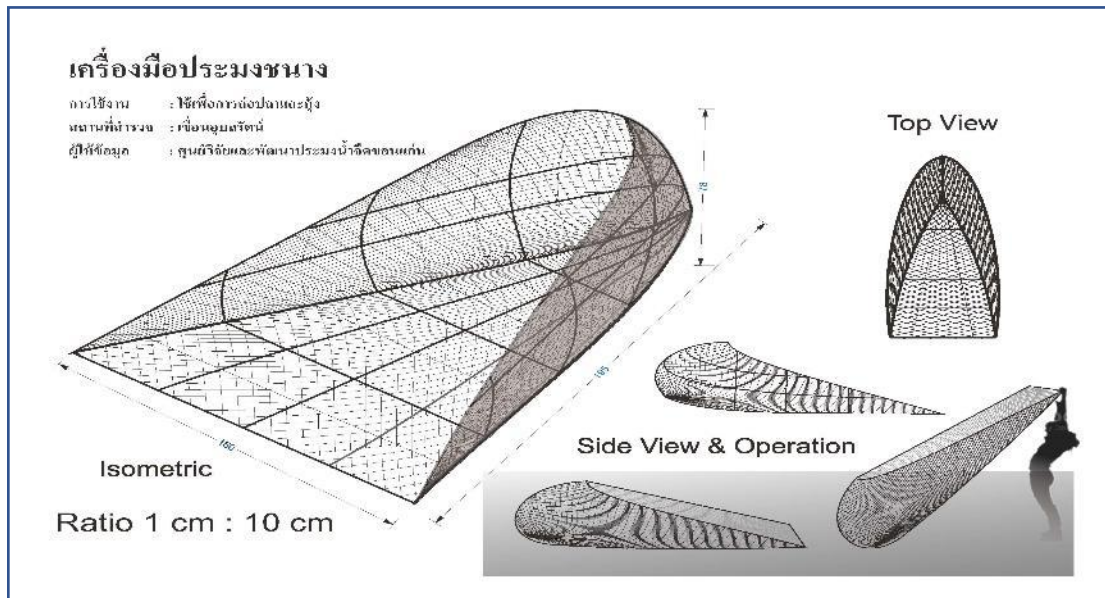 เครื่องมือประมงชนาง
การใช้งาน : ใช้เพื่อการล่อปลาและกุ้ง
สถานที่สำรวจ : เขื่อนอุบลรัตน์
ผู้ให้ข้อมูล : ศูนย์วิจัยและพัฒนาประมงน้ำจืดขอนแก่น
Top View
78
195
160
Isometric
Side View & Operation
Ratio 1 cm : 10 cm